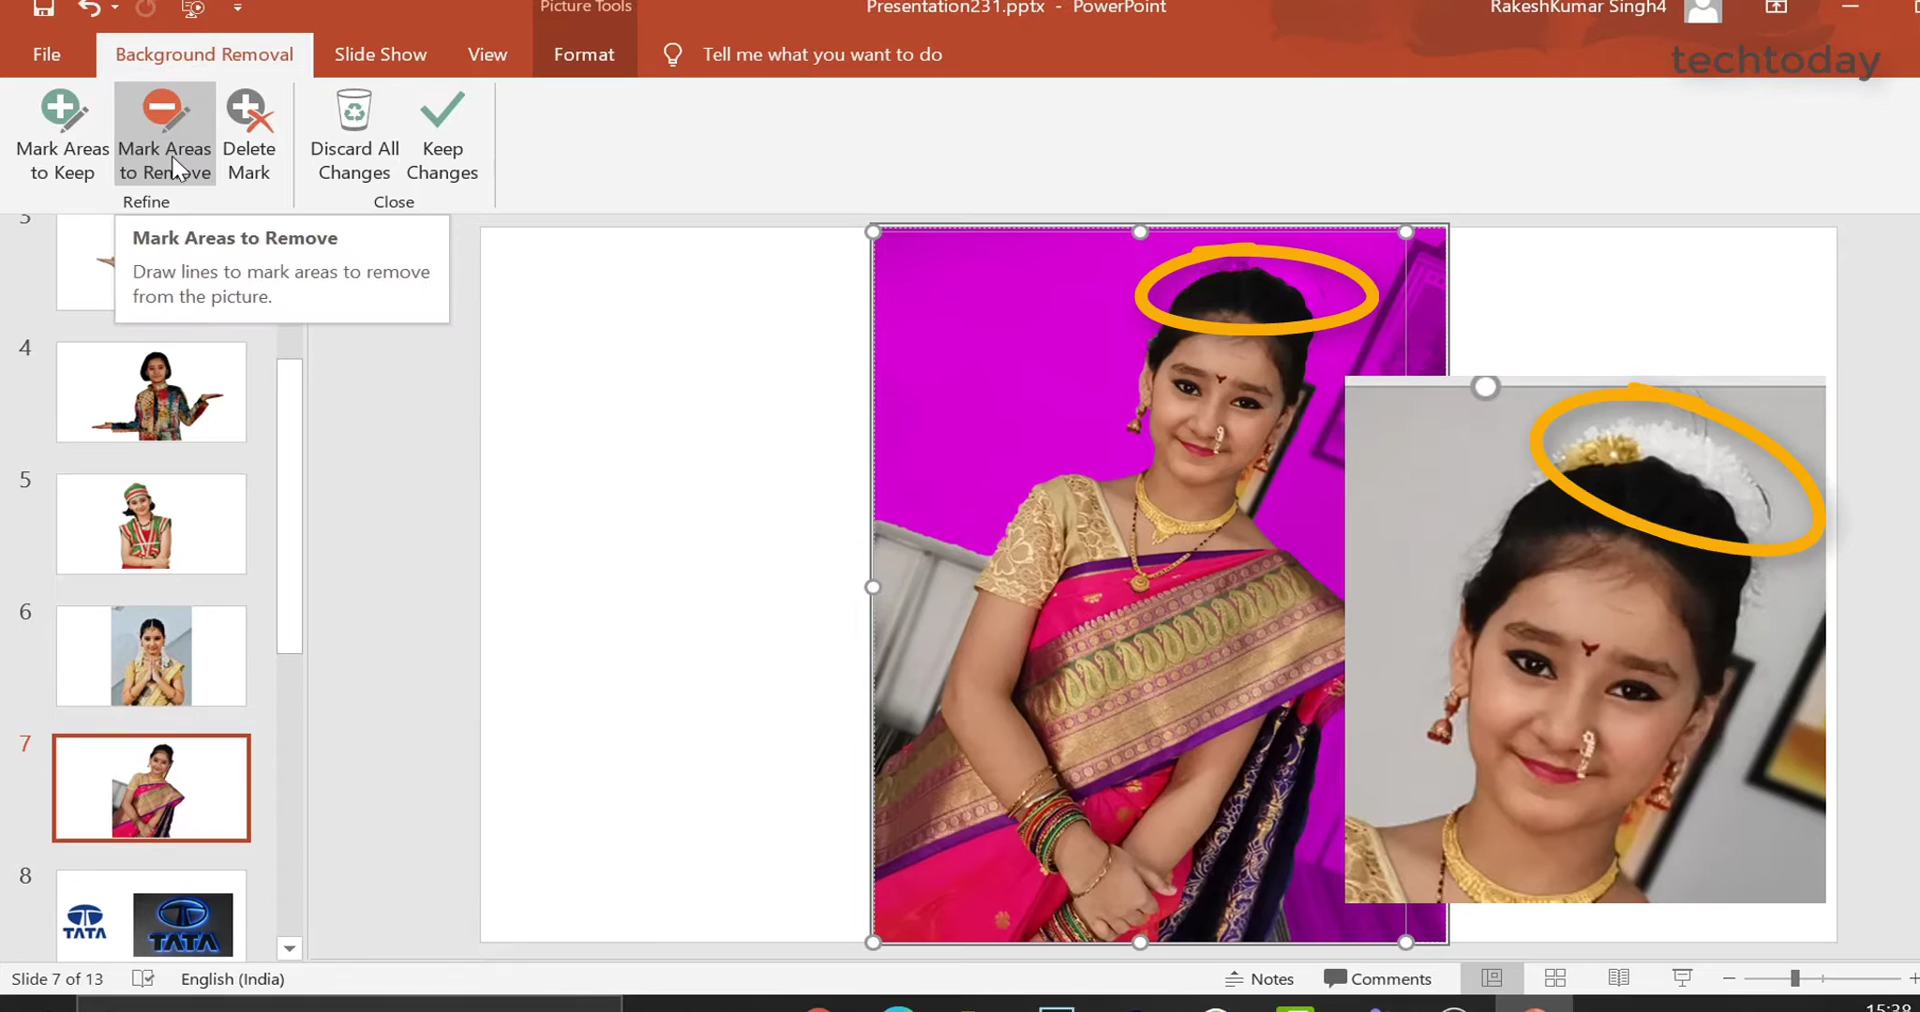 Picture Tools
Presentation231.pptx - PowerPoint
RakeshKumar Singh4
File
Background Removal
Slide Show
View
Format
Tell me what you want to do
techtoday
Mark Areas
to Keep
Mark Areas
to Remove
Delete
Mark
Discard All
Changes
Keep
Changes
Refine
Close
Mark Areas to Remove
Draw lines to mark areas to remove
from the picture.
3
4
5
6
7
8
TATA
TATA
Slide 7 of 13
English (India)
Notes
Comments
15:38